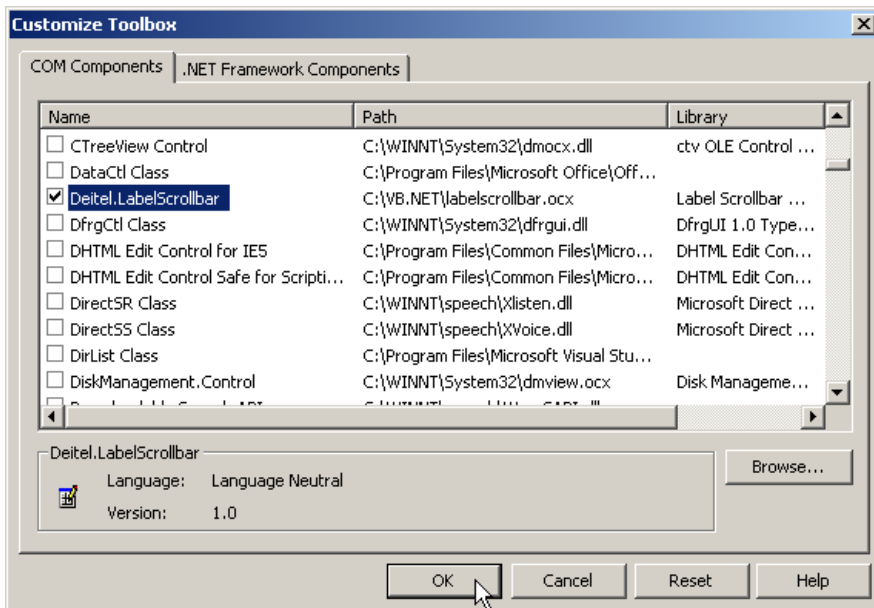 Customize Toolbox
COM Components .NET Framework Components
Name Path Library
CTreeView Control C:\WINNT\System32\dmocx.dll ctv OLE Control ...
DataCtl Class C:\Program Files\Microsoft Office\Off...
Deitel.LabelScrollbar C:\VB.NET\labelscrollbar.ocx Label Scrollbar ...
DfrgCtl Class C:\WINNT\System32\dfrgui.dll DfrgUI 1.0 Type...
DHTML Edit Control for IE5 C:\Program Files\Common Files\Micro... DHTML Edit Con...
DHTML Edit Control Safe for Scripti... C:\Program Files\Common Files\Micro... DHTML Edit Con...
DirectSR Class C:\WINNT\speech\Xlisten.dll Microsoft Direct ...
DirectSS Class C:\WINNT\speech\XVoice.dll Microsoft Direct ...
DirList Class C:\Program Files\Microsoft Visual Stu...
DiskManagement.Control C:\WINNT\System32\dmview.ocx Disk Manageme...
Deitel.LabelScrollbar
Language: Language Neutral
Version: 1.0
Browse...
OK Cancel Reset Help